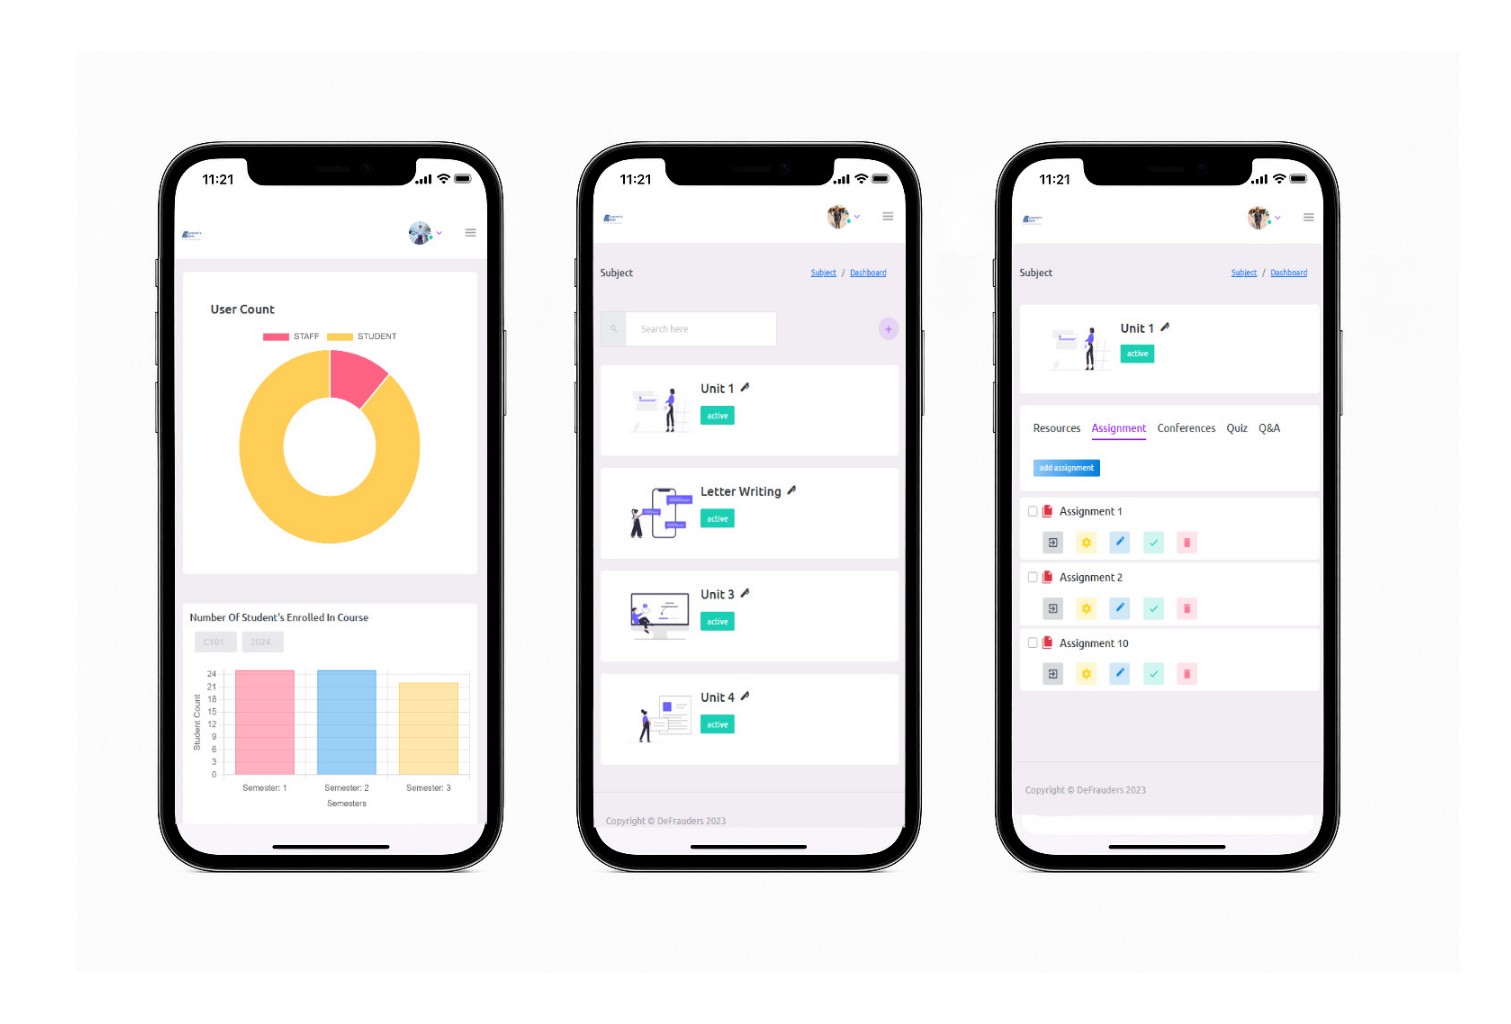 11:21
User Count
STAFF STUDENT
Number Of Student's Enrolled In Course
C101 2024
24
21
18
15
12
9
6
3
0
Student Count
Semester: 1 Semester: 2 Semester: 3
Semesters
11:21
Subject Subject / Dashboard
Search here
+
Unit 1
active
Letter Writing
active
Unit 3
active
Unit 4
active
Copyright © DeFrauders 2023
11:21
Subject Subject / Dashboard
Unit 1
active
Resources Assignment Conferences Quiz Q&A
add assignment
Assignment 1
Assignment 2
Assignment 10
Copyright © DeFrauders 2023